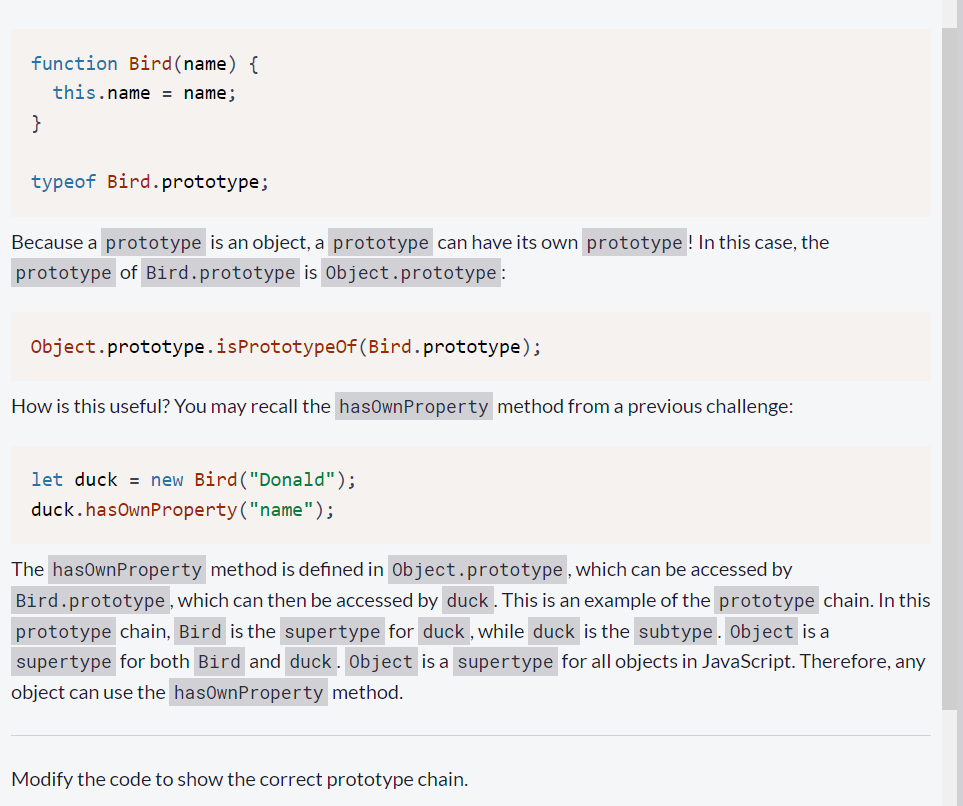 function Bird(name) {
  this.name = name;
}
typeof Bird.prototype;
Because a prototype is an object, a prototype can have its own prototype! In this case, the
prototype of Bird.prototype is Object.prototype:
Object.prototype.isPrototypeOf(Bird.prototype);
How is this useful? You may recall the hasOwnProperty method from a previous challenge:
let duck = new Bird("Donald");
duck.hasOwnProperty("name");
The hasOwnProperty method is defined in Object.prototype, which can be accessed by
Bird.prototype, which can then be accessed by duck. This is an example of the prototype chain. In this
prototype chain, Bird is the supertype for duck, while duck is the subtype. Object is a
supertype for both Bird and duck. Object is a supertype for all objects in JavaScript. Therefore, any
object can use the hasOwnProperty method.
Modify the code to show the correct prototype chain.